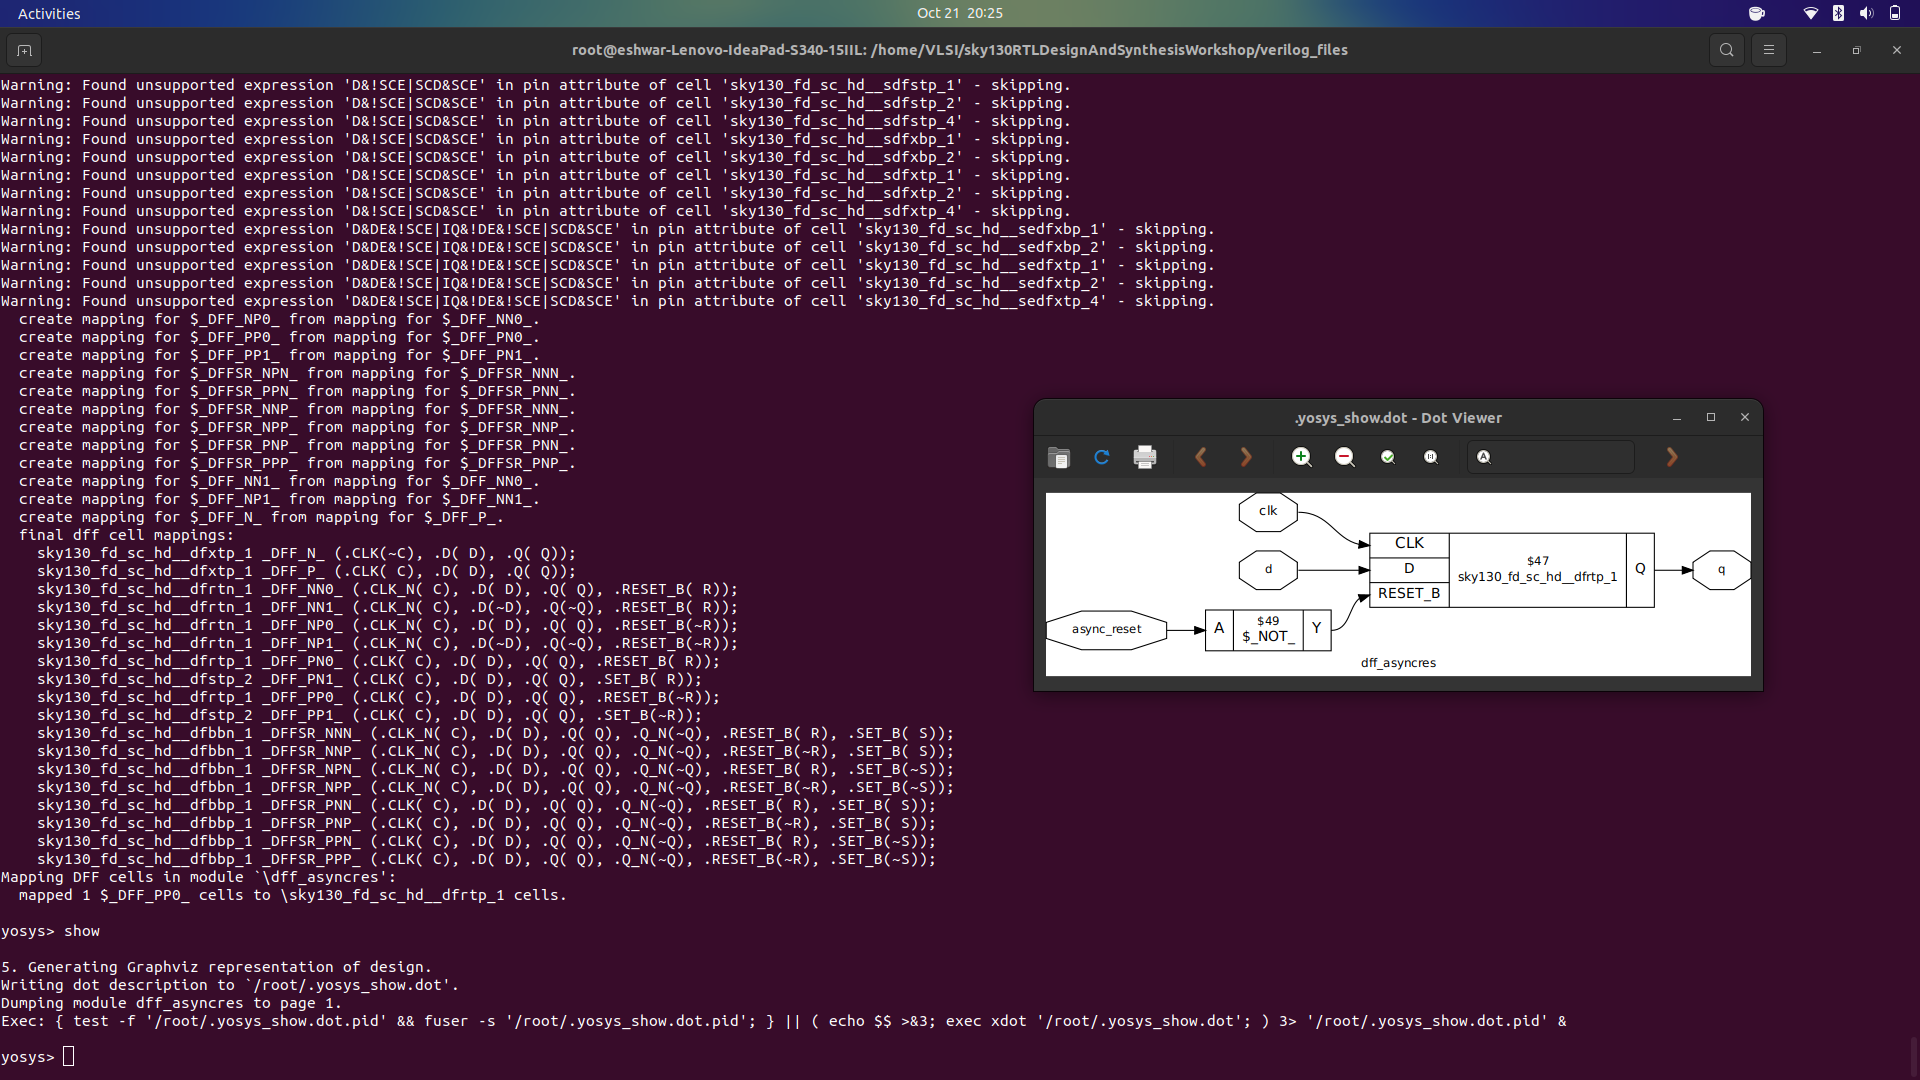 Activities
Oct 21 20:25
root@eshwar-Lenovo-IdeaPad-S340-15IIL: /home/VLSI/sky130RTLDesignAndSynthesisWorkshop/verilog_files
Warning: Found unsupported expression 'D&!SCE|SCD&SCE' in pin attribute of cell 'sky130_fd_sc_hd__sdfstp_1' - skipping.
Warning: Found unsupported expression 'D&!SCE|SCD&SCE' in pin attribute of cell 'sky130_fd_sc_hd__sdfstp_2' - skipping.
Warning: Found unsupported expression 'D&!SCE|SCD&SCE' in pin attribute of cell 'sky130_fd_sc_hd__sdfstp_4' - skipping.
Warning: Found unsupported expression 'D&!SCE|SCD&SCE' in pin attribute of cell 'sky130_fd_sc_hd__sdfxbp_1' - skipping.
Warning: Found unsupported expression 'D&!SCE|SCD&SCE' in pin attribute of cell 'sky130_fd_sc_hd__sdfxbp_2' - skipping.
Warning: Found unsupported expression 'D&!SCE|SCD&SCE' in pin attribute of cell 'sky130_fd_sc_hd__sdfxtp_1' - skipping.
Warning: Found unsupported expression 'D&!SCE|SCD&SCE' in pin attribute of cell 'sky130_fd_sc_hd__sdfxtp_2' - skipping.
Warning: Found unsupported expression 'D&!SCE|SCD&SCE' in pin attribute of cell 'sky130_fd_sc_hd__sdfxtp_4' - skipping.
Warning: Found unsupported expression 'D&DE&!SCE|IQ&!DE&!SCE|SCD&SCE' in pin attribute of cell 'sky130_fd_sc_hd__sedfxbp_1' - skipping.
Warning: Found unsupported expression 'D&DE&!SCE|IQ&!DE&!SCE|SCD&SCE' in pin attribute of cell 'sky130_fd_sc_hd__sedfxbp_2' - skipping.
Warning: Found unsupported expression 'D&DE&!SCE|IQ&!DE&!SCE|SCD&SCE' in pin attribute of cell 'sky130_fd_sc_hd__sedfxtp_1' - skipping.
Warning: Found unsupported expression 'D&DE&!SCE|IQ&!DE&!SCE|SCD&SCE' in pin attribute of cell 'sky130_fd_sc_hd__sedfxtp_2' - skipping.
Warning: Found unsupported expression 'D&DE&!SCE|IQ&!DE&!SCE|SCD&SCE' in pin attribute of cell 'sky130_fd_sc_hd__sedfxtp_4' - skipping.
create mapping for $_DFF_NP0_ from mapping for $_DFF_NN0_.
create mapping for $_DFF_PP0_ from mapping for $_DFF_PN0_.
create mapping for $_DFF_PP1_ from mapping for $_DFF_PN1_.
create mapping for $_DFFSR_NPN_ from mapping for $_DFFSR_NNN_.
create mapping for $_DFFSR_PPN_ from mapping for $_DFFSR_PNN_.
create mapping for $_DFFSR_NNP_ from mapping for $_DFFSR_NNN_.
create mapping for $_DFFSR_NPP_ from mapping for $_DFFSR_NNP_.
create mapping for $_DFFSR_PNP_ from mapping for $_DFFSR_PNN_.
create mapping for $_DFFSR_PPP_ from mapping for $_DFFSR_PNP_.
create mapping for $_DFF_NN1_ from mapping for $_DFF_NN0_.
create mapping for $_DFF_NP1_ from mapping for $_DFF_NN1_.
create mapping for $_DFF_N_ from mapping for $_DFF_P_.
final dff cell mappings:
sky130_fd_sc_hd__dfxtp_1 _DFF_N_ (.CLK(~C), .D( D), .Q( Q));
sky130_fd_sc_hd__dfxtp_1 _DFF_P_ (.CLK( C), .D( D), .Q( Q));
sky130_fd_sc_hd__dfrtn_1 _DFF_NN0_ (.CLK_N( C), .D( D), .Q( Q), .RESET_B( R));
sky130_fd_sc_hd__dfrtn_1 _DFF_NN1_ (.CLK_N( C), .D(~D), .Q(~Q), .RESET_B( R));
sky130_fd_sc_hd__dfrtn_1 _DFF_NP0_ (.CLK_N( C), .D( D), .Q( Q), .RESET_B(~R));
sky130_fd_sc_hd__dfrtn_1 _DFF_NP1_ (.CLK_N( C), .D(~D), .Q(~Q), .RESET_B(~R));
sky130_fd_sc_hd__dfrtp_1 _DFF_PN0_ (.CLK( C), .D( D), .Q( Q), .RESET_B( R));
sky130_fd_sc_hd__dfstp_2 _DFF_PN1_ (.CLK( C), .D( D), .Q( Q), .SET_B( R));
sky130_fd_sc_hd__dfrtp_1 _DFF_PP0_ (.CLK( C), .D( D), .Q( Q), .RESET_B(~R));
sky130_fd_sc_hd__dfstp_2 _DFF_PP1_ (.CLK( C), .D( D), .Q( Q), .SET_B(~R));
sky130_fd_sc_hd__dfbbn_1 _DFFSR_NNN_ (.CLK_N( C), .D( D), .Q( Q), .Q_N(~Q), .RESET_B( R), .SET_B( S));
sky130_fd_sc_hd__dfbbn_1 _DFFSR_NNP_ (.CLK_N( C), .D( D), .Q( Q), .Q_N(~Q), .RESET_B(~R), .SET_B( S));
sky130_fd_sc_hd__dfbbn_1 _DFFSR_NPN_ (.CLK_N( C), .D( D), .Q( Q), .Q_N(~Q), .RESET_B( R), .SET_B(~S));
sky130_fd_sc_hd__dfbbn_1 _DFFSR_NPP_ (.CLK_N( C), .D( D), .Q( Q), .Q_N(~Q), .RESET_B(~R), .SET_B(~S));
sky130_fd_sc_hd__dfbbp_1 _DFFSR_PNN_ (.CLK( C), .D( D), .Q( Q), .Q_N(~Q), .RESET_B( R), .SET_B( S));
sky130_fd_sc_hd__dfbbp_1 _DFFSR_PNP_ (.CLK( C), .D( D), .Q( Q), .Q_N(~Q), .RESET_B(~R), .SET_B( S));
sky130_fd_sc_hd__dfbbp_1 _DFFSR_PPN_ (.CLK( C), .D( D), .Q( Q), .Q_N(~Q), .RESET_B( R), .SET_B(~S));
sky130_fd_sc_hd__dfbbp_1 _DFFSR_PPP_ (.CLK( C), .D( D), .Q( Q), .Q_N(~Q), .RESET_B(~R), .SET_B(~S));
Mapping DFF cells in module `\dff_asyncres':
mapped 1 $_DFF_PP0_ cells to \sky130_fd_sc_hd__dfrtp_1 cells.
yosys> show
5. Generating Graphviz representation of design.
Writing dot description to `/root/.yosys_show.dot'.
Dumping module dff_asyncres to page 1.
Exec: { test -f '/root/.yosys_show.dot.pid' && fuser -s '/root/.yosys_show.dot.pid'; } || ( echo $$ >&3; exec xdot '/root/.yosys_show.dot'; ) 3> '/root/.yosys_show.dot.pid' &
yosys>
.yosys_show.dot - Dot Viewer
clk
CLK
$47
d
D
sky130_fd_sc_hd__dfrtp_1
Q
q
RESET_B
async_reset
A
$49
$_NOT_
Y
dff_asyncres